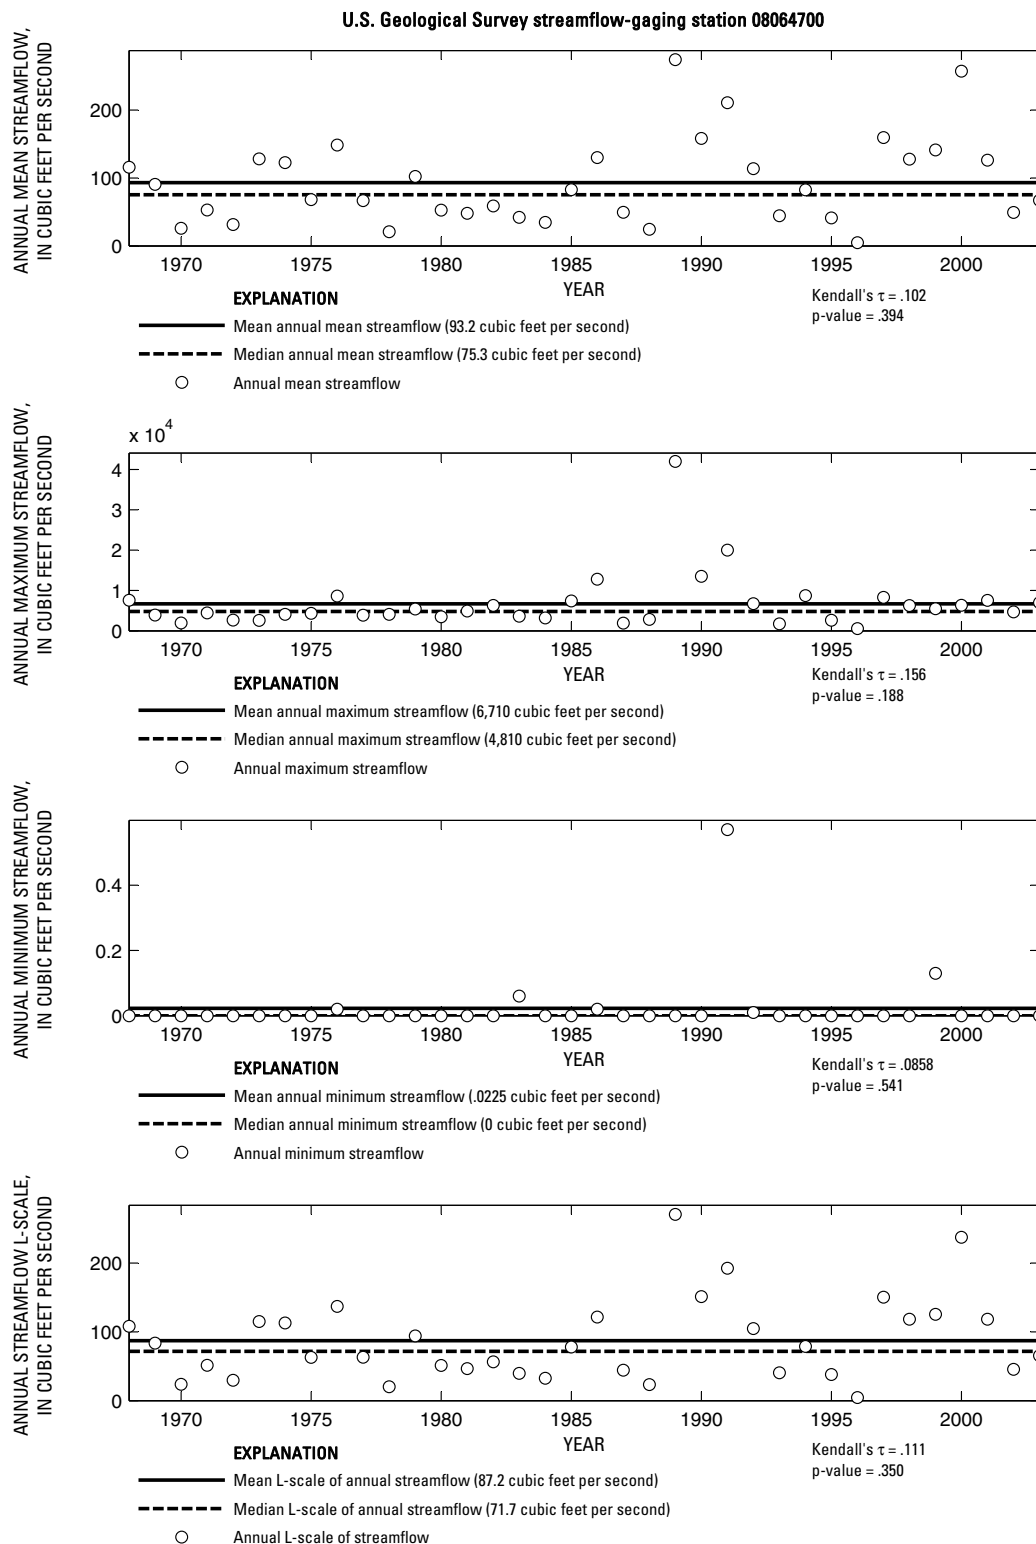 U.S. Geological Survey streamflow-gaging station 08064700
ANNUAL MEAN STREAMFLOW,
IN CUBIC FEET PER SECOND
200
100
0
1970 1975 1980 1985 1990 1995 2000
YEAR
Kendall's τ = .102
p-value = .394
EXPLANATION
Mean annual mean streamflow (93.2 cubic feet per second)
Median annual mean streamflow (75.3 cubic feet per second)
Annual mean streamflow
ANNUAL MAXIMUM STREAMFLOW,
IN CUBIC FEET PER SECOND
x 10^4
4
3
2
1
0
1970 1975 1980 1985 1990 1995 2000
YEAR
Kendall's τ = .156
p-value = .188
EXPLANATION
Mean annual maximum streamflow (6,710 cubic feet per second)
Median annual maximum streamflow (4,810 cubic feet per second)
Annual maximum streamflow
ANNUAL MINIMUM STREAMFLOW,
IN CUBIC FEET PER SECOND
0.4
0.2
0
1970 1975 1980 1985 1990 1995 2000
YEAR
Kendall's τ = .0858
p-value = .541
EXPLANATION
Mean annual minimum streamflow (.0225 cubic feet per second)
Median annual minimum streamflow (0 cubic feet per second)
Annual minimum streamflow
ANNUAL STREAMFLOW L-SCALE,
IN CUBIC FEET PER SECOND
200
100
0
1970 1975 1980 1985 1990 1995 2000
YEAR
Kendall's τ = .111
p-value = .350
EXPLANATION
Mean L-scale of annual streamflow (87.2 cubic feet per second)
Median L-scale of annual streamflow (71.7 cubic feet per second)
Annual L-scale of streamflow